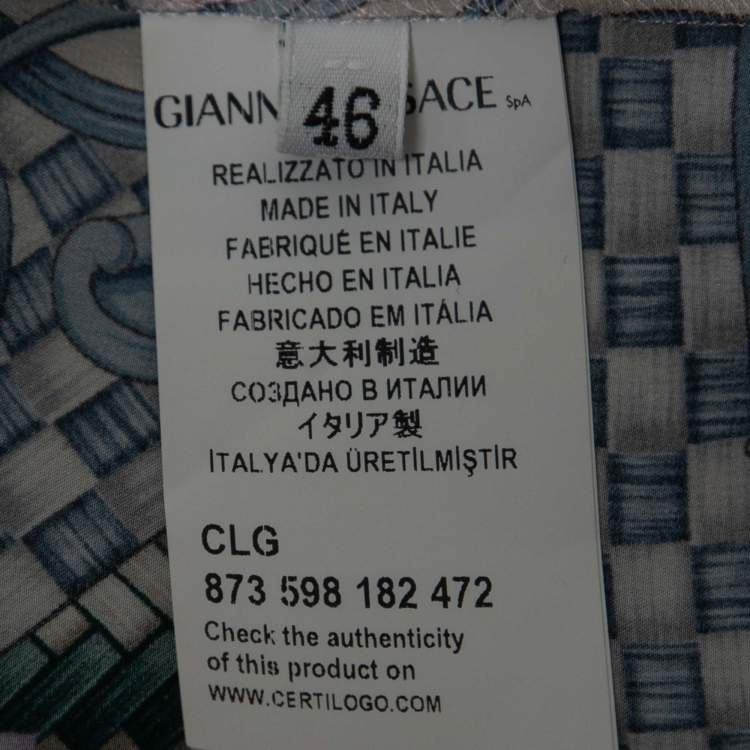 GIANN SACE SpA
46
REALIZZATO IN ITALIA
MADE IN ITALY
FABRIQUÉ EN ITALIE
HECHO EN ITALIA
FABRICADO EM ITÁLIA
意大利制造
СОЗДАНО В ИТАЛИИ
イタリア製
İTALYA'DA ÜRETİLMİŞTİR
CLG
873 598 182 472
Check the authenticity
of this product on
WWW.CERTILOGO.COM